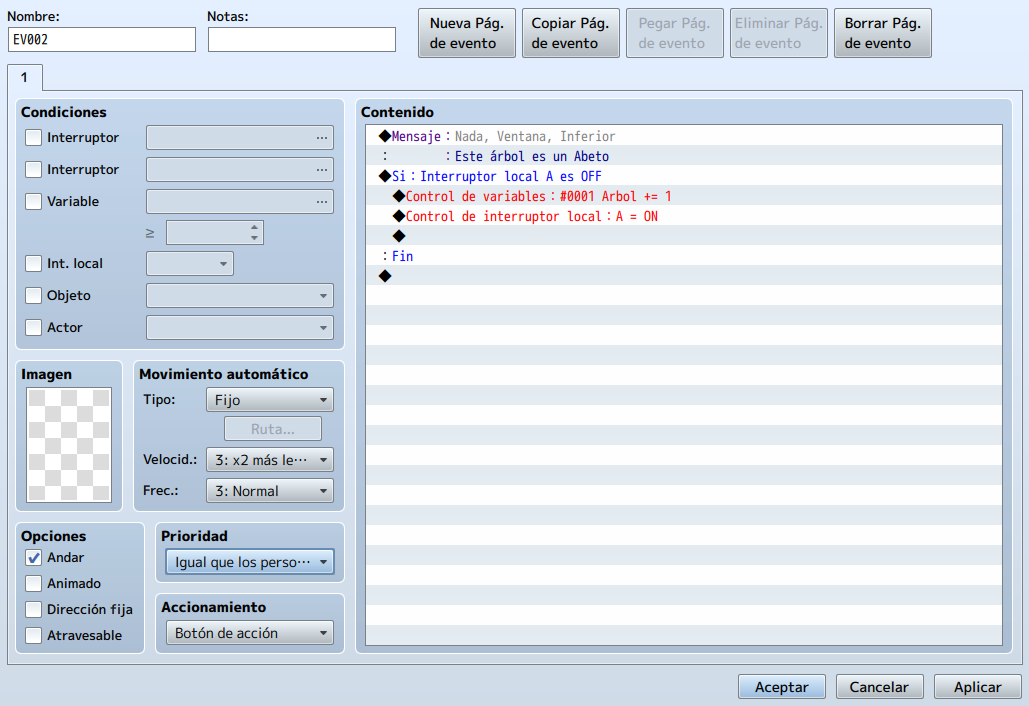 Nombre:
Notas:
EV002
Nueva Pág. de evento
Copiar Pág. de evento
Pegar Pág. de evento
Eliminar Pág. de evento
Borrar Pág. de evento
1
Condiciones
Interruptor ...
Interruptor ...
Variable ...
≥
Int. local
Objeto
Actor
Imagen
Movimiento automático
Tipo: Fijo
Ruta...
Velocid.: 3: x2 más le···
Frec.: 3: Normal
Opciones
Andar
Animado
Dirección fija
Atravesable
Prioridad
Igual que los perso···
Accionamiento
Botón de acción
Contenido
◆Mensaje：Nada, Ventana, Inferior
：　　　：Este árbol es un Abeto
◆Si：Interruptor local A es OFF
◆Control de variables：#0001 Arbol += 1
◆Control de interruptor local：A = ON
◆
：Fin
◆
Aceptar
Cancelar
Aplicar